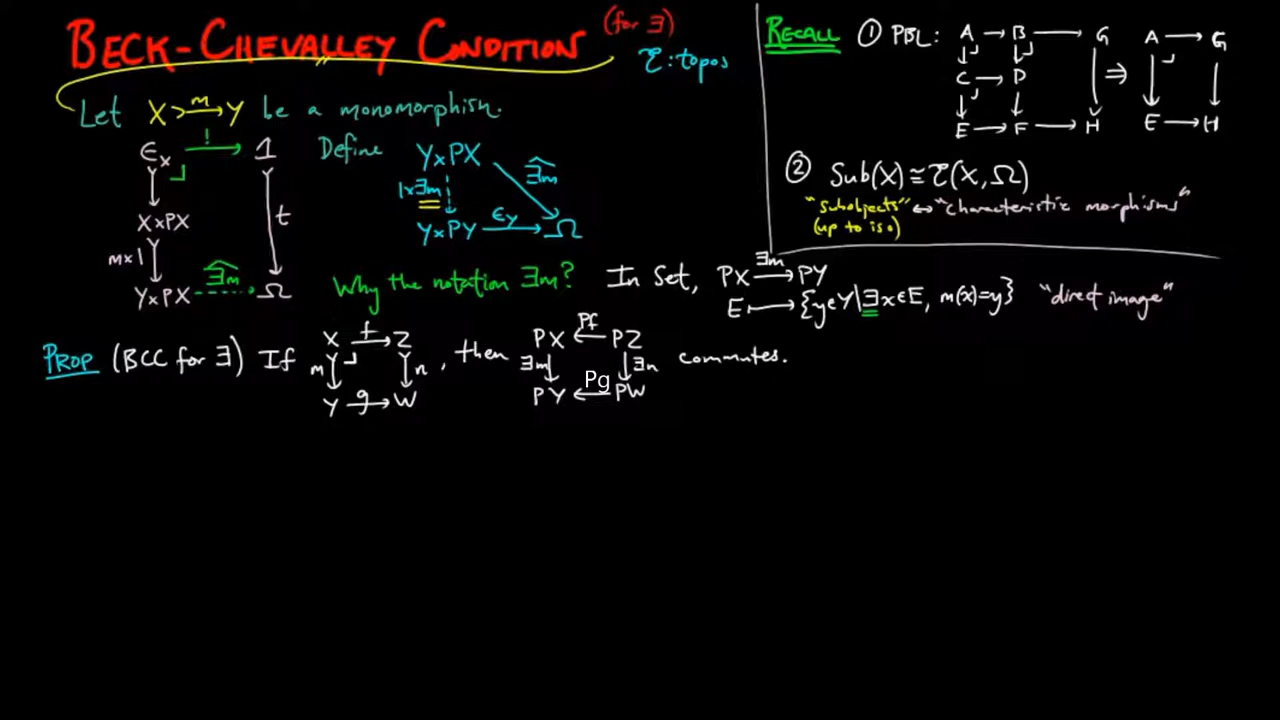 BECK-CHEVALLEY CONDITION (for ∃)
ℰ: topos
Let X >—m→ Y be a monomorphism.
∈_X —!→ 1
X×PX
m×1
t
Y×PX ∃m^ Ω
Define
Y×PX
1×∃m ∃m^
Y×PY —∈_Y→ Ω
Why the notation ∃m?
In Set, PX —∃m→ PY
E ↦ {y∈Y | ∃x∈E, m(x)=y} "direct image"
RECALL ① PBL: A → B → G
C → D ⇒
E → F → H
A → G
E → H
② Sub(X) ≅ ℰ(X, Ω)
"subobjects" ↔ "characteristic morphisms"
(up to iso)
PROP (BCC for ∃) If
X —f→ Z
m n
Y —g→ W
, then
PX ←Pf— PZ
∃m ∃n
PY ←Pg— PW
commutes.